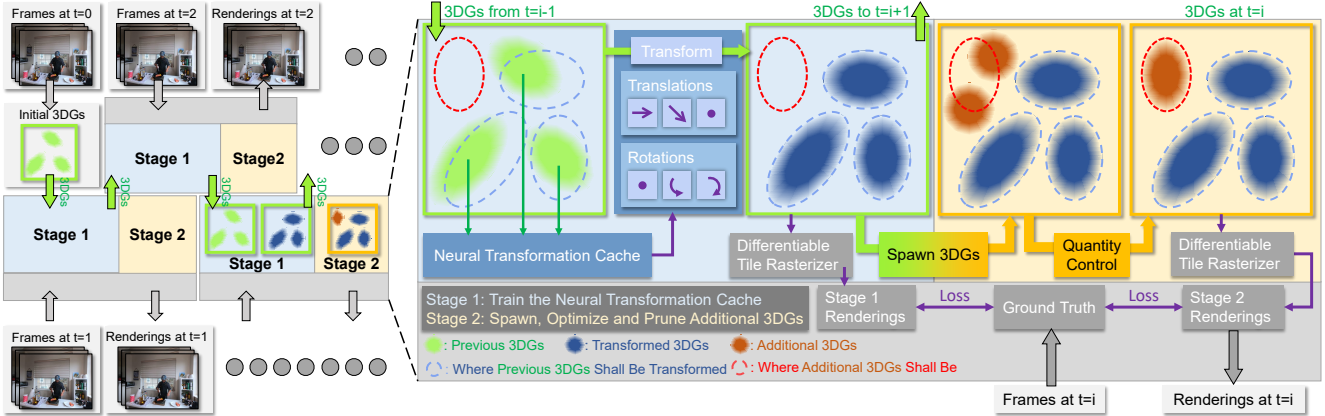 Frames at t=0
Frames at t=2
Renderings at t=2
Initial 3DGs
Stage 1
Stage2
3DGs
3DGs
3DGs
3DGs
Stage 1
Stage 2
Stage 1
Stage 2
Frames at t=1
Renderings at t=1
3DGs from t=i-1
3DGs to t=i+1
3DGs at t=i
Transform
Translations
Rotations
Neural Transformation Cache
Differentiable
Tile Rasterizer
Spawn 3DGs
Quantity
Control
Differentiable
Tile Rasterizer
Stage 1: Train the Neural Transformation Cache
Stage 2: Spawn, Optimize and Prune Additional 3DGs
Stage 1
Renderings
Loss
Ground Truth
Loss
Stage 2
Renderings
: Previous 3DGs
: Transformed 3DGs
: Additional 3DGs
: Where Previous 3DGs Shall Be Transformed
: Where Additional 3DGs Shall Be
Frames at t=i
Renderings at t=i